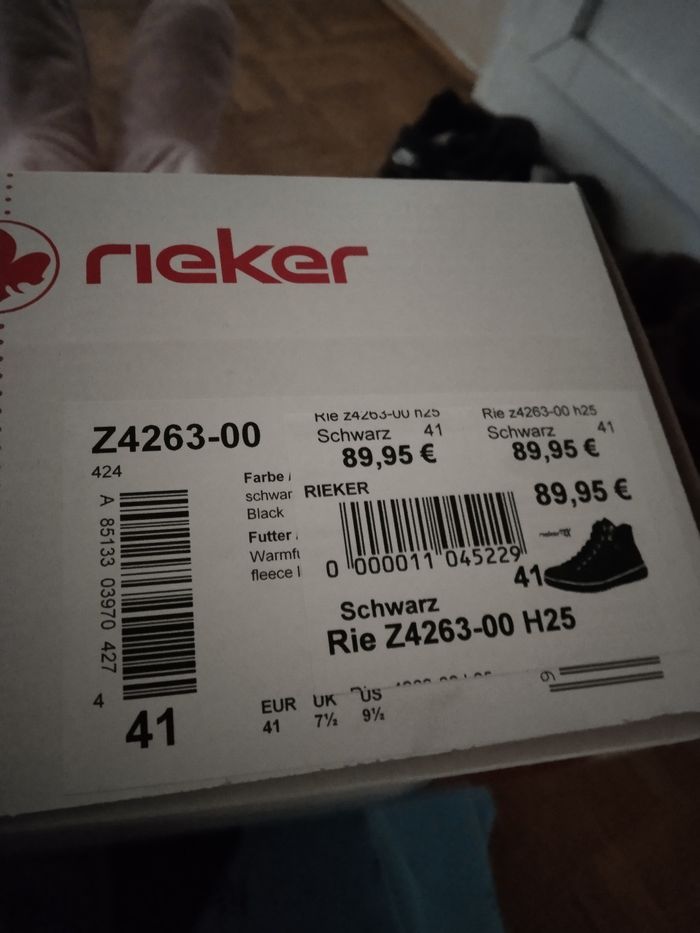 rieker
Z4263-00
424
A 85133 03970 427
4
41
Farbe
schwar
Black
Futter
Warmf
fleece
Rie z4263-00 h25
Schwarz 41
89,95 €
Rie z4263-00 h25
Schwarz 41
89,95 €
RIEKER
89,95 €
0 000011 045229
41
Schwarz
Rie Z4263-00 H25
EUR UK US
41 7½ 9½